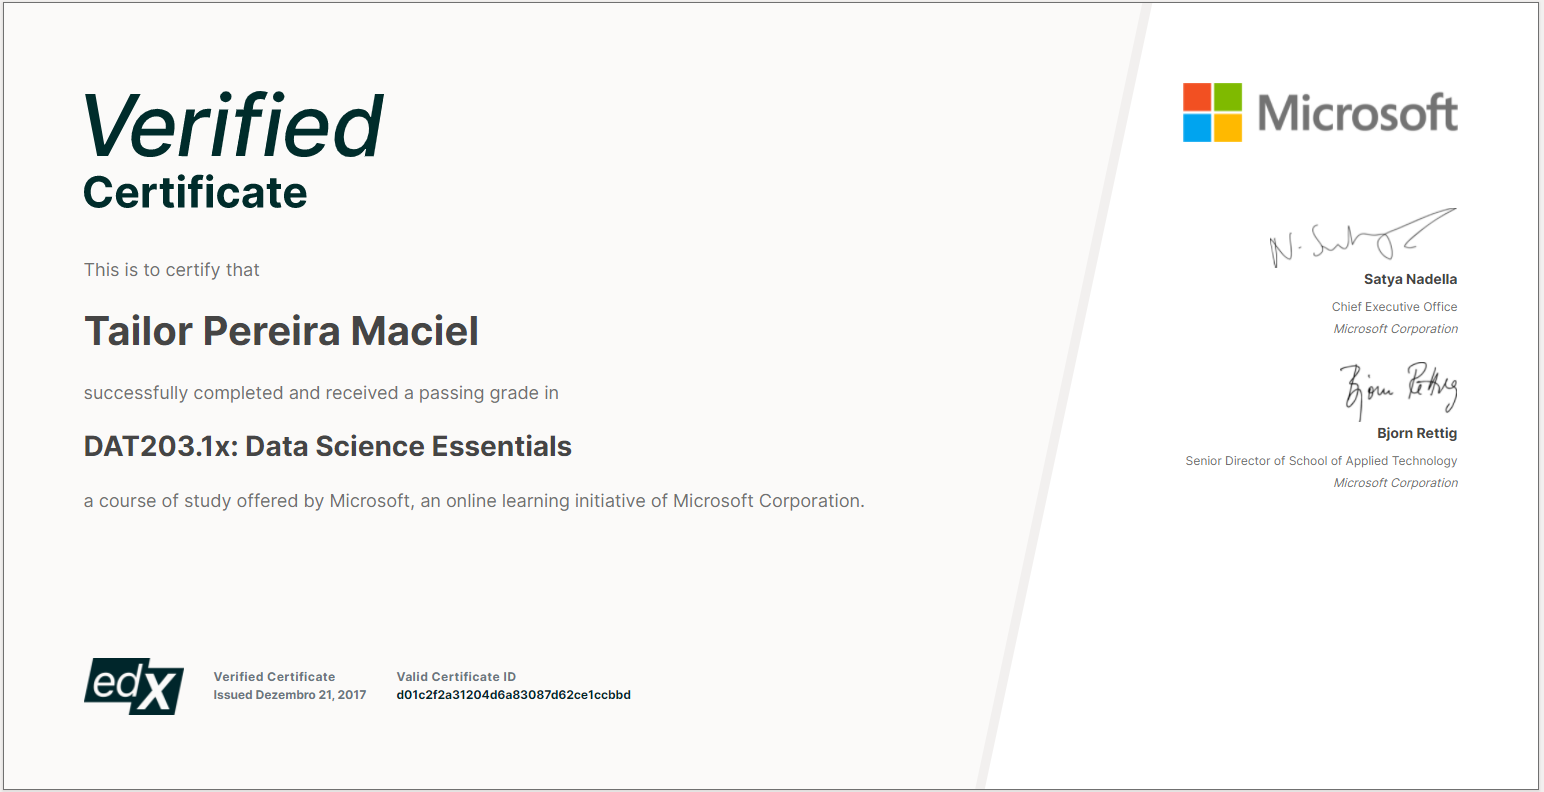 Verified
Certificate
This is to certify that
Tailor Pereira Maciel
successfully completed and received a passing grade in
DAT203.1x: Data Science Essentials
a course of study offered by Microsoft, an online learning initiative of Microsoft Corporation.
edX
Verified Certificate
Issued Dezembro 21, 2017
Valid Certificate ID
d01c2f2a31204d6a83087d62ce1ccbbd
Microsoft
N. Satya
Satya Nadella
Chief Executive Office
Microsoft Corporation
Bjorn Rettig
Bjorn Rettig
Senior Director of School of Applied Technology
Microsoft Corporation